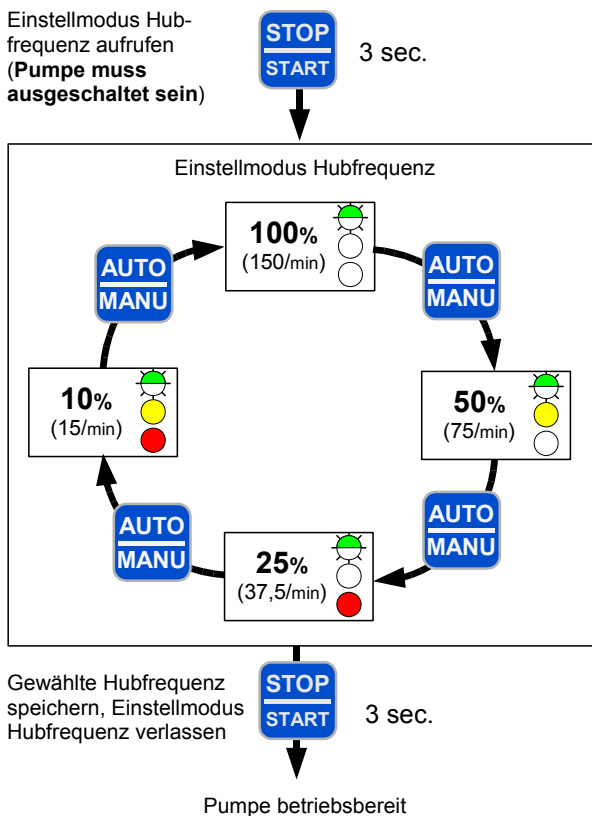 Einstellmodus Hub-
frequenz aufrufen
(Pumpe muss
ausgeschaltet sein)
STOP
START
3 sec.
Einstellmodus Hubfrequenz
100%
(150/min)
AUTO
MANU
AUTO
MANU
10%
(15/min)
50%
(75/min)
AUTO
MANU
AUTO
MANU
25%
(37,5/min)
Gewählte Hubfrequenz
speichern, Einstellmodus
Hubfrequenz verlassen
STOP
START
3 sec.
Pumpe betriebsbereit